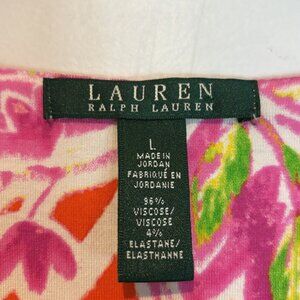 LAUREN
RALPH LAUREN
L
MADE IN
JORDAN
FABRIQUÉ EN
JORDANIE
96%
VISCOSE/
VISCOSE
4%
ELASTANE/
ELASTHANNE